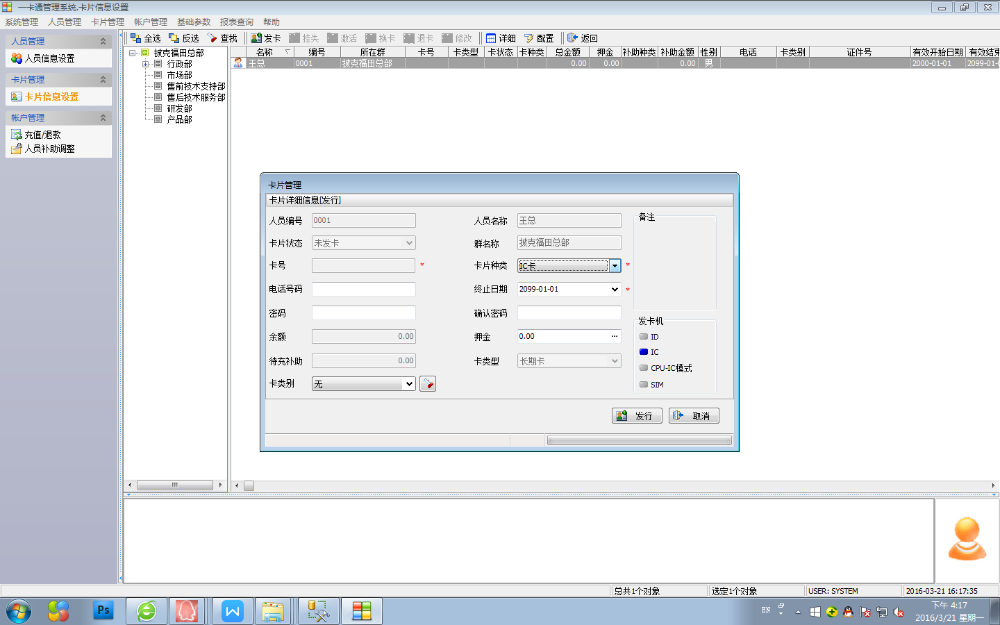 一卡通管理系统.卡片信息设置
系统管理 人员管理 卡片管理 帐户管理 基础参数 报表查询 帮助
人员管理
人员信息设置
卡片管理
卡片信息设置
帐户管理
充值/退款
人员补助调整
全选 反选 查找 发卡 挂失 激活 换卡 退卡 修改 详细 配置 返回
披克福田总部
行政部
市场部
售前技术支持部
售后技术服务部
研发部
产品部
名称 编号 所在群 卡号 卡类型 卡状态 卡种类 总金额 押金 补助种类 补助金额 性别 电话 卡类别 证件号 有效开始日期 有效结束
王总 0001 披克福田总部 0.00 0.00 0.00 男 2000-01-01 2099-01-0
卡片管理
卡片详细信息[发行]
人员编号 0001 人员名称 王总 备注
卡片状态 未发卡 群名称 披克福田总部
卡号 * 卡片种类 IC卡 *
电话号码 终止日期 2099-01-01 *
密码 确认密码 发卡机
余额 0.00 押金 0.00 ... ID
IC
待充补助 0.00 卡类型 长期卡 CPU-IC模式
卡类别 无 SIM
发行 取消
总共1个对象 选定1个对象 USER: SYSTEM 2016-03-21 16:17:35
Ps W EN 下午 4:17
2016/3/21 星期一